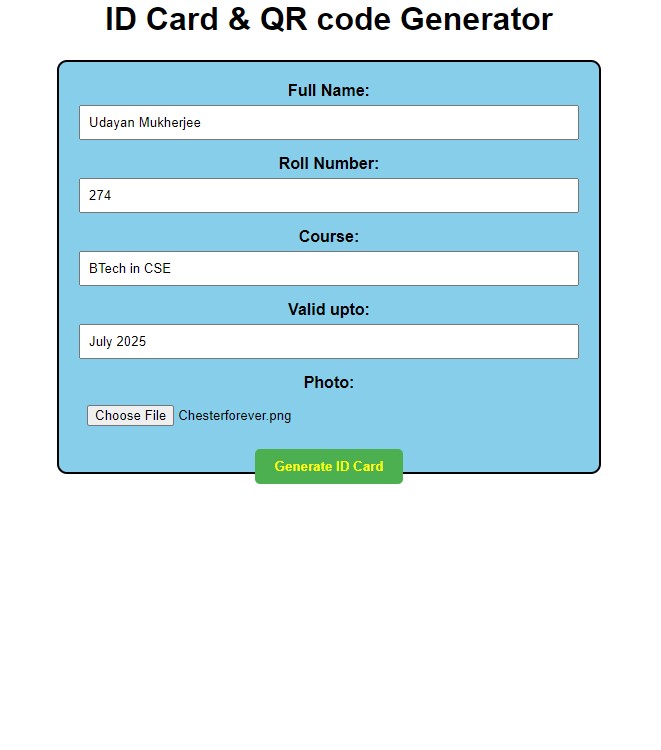 ID Card & QR code Generator
Full Name:
Udayan Mukherjee
Roll Number:
274
Course:
BTech in CSE
Valid upto:
July 2025
Photo:
Choose File Chesterforever.png
Generate ID Card